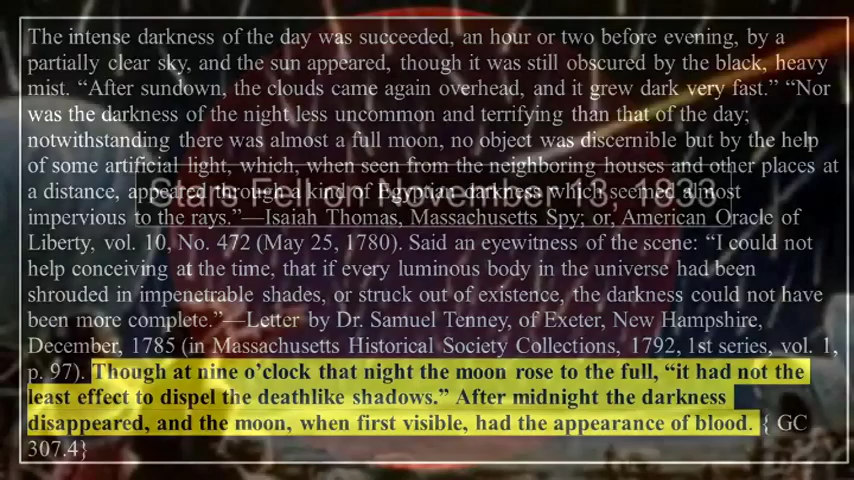 The intense darkness of the day was succeeded, an hour or two before evening, by a
partially clear sky, and the sun appeared, though it was still obscured by the black, heavy
mist. “After sundown, the clouds came again overhead, and it grew dark very fast.” “Nor
was the darkness of the night less uncommon and terrifying than that of the day;
notwithstanding there was almost a full moon, no object was discernible but by the help
of some artificial light, which, when seen from the neighboring houses and other places at
a distance, appeared through a kind of Egyptian darkness which seemed almost
Stars Fell on November 13, 1833
impervious to the rays.”—Isaiah Thomas, Massachusetts Spy; or, American Oracle of
Liberty, vol. 10, No. 472 (May 25, 1780). Said an eyewitness of the scene: “I could not
help conceiving at the time, that if every luminous body in the universe had been
shrouded in impenetrable shades, or struck out of existence, the darkness could not have
been more complete.”—Letter by Dr. Samuel Tenney, of Exeter, New Hampshire,
December, 1785 (in Massachusetts Historical Society Collections, 1792, 1st series, vol. 1,
p. 97). Though at nine o’clock that night the moon rose to the full, “it had not the
least effect to dispel the deathlike shadows.” After midnight the darkness
disappeared, and the moon, when first visible, had the appearance of blood. { GC
307.4}